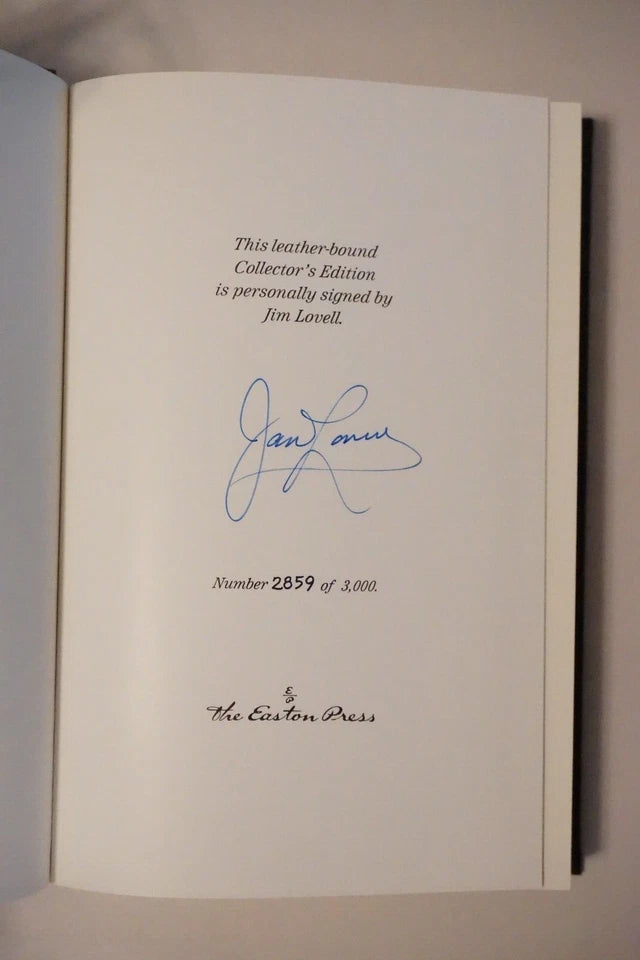 This leather-bound
Collector's Edition
is personally signed by
Jim Lovell.
Number 2859 of 3,000.
E
P
The Easton Press